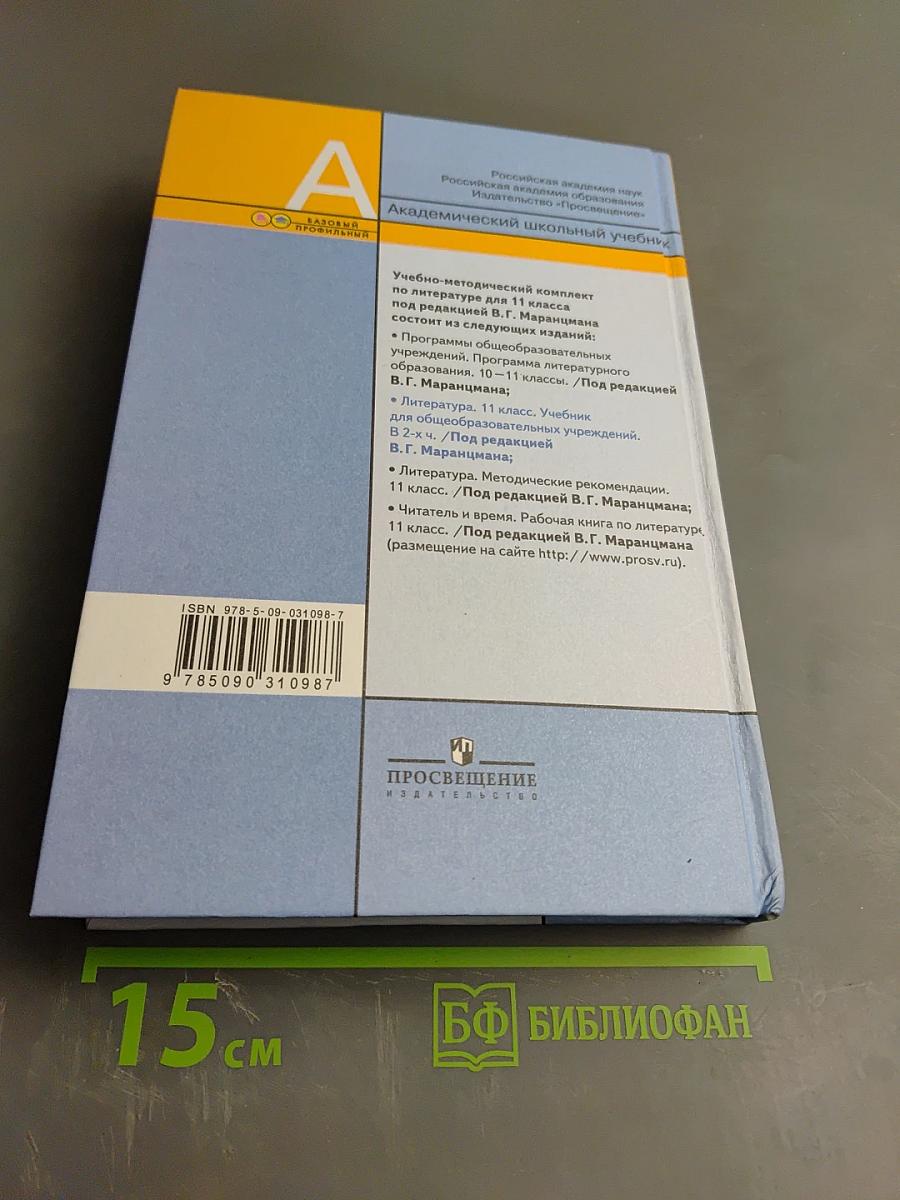 А
БАЗОВЫЙ
ПРОФИЛЬНЫЙ
Российская академия наук
Российская академия образования
Издательство «Просвещение»
Академический школьный учебник
Учебно-методический комплект
по литературе для 11 класса
под редакцией В. Г. Маранцмана
состоит из следующих изданий:
• Программы общеобразовательных
учреждений. Программа литературного
образования. 10—11 классы. /Под редакцией
В. Г. Маранцмана;
• Литература. 11 класс. Учебник
для общеобразовательных учреждений.
В 2-х ч. /Под редакцией
В. Г. Маранцмана;
• Литература. Методические рекомендации.
11 класс. /Под редакцией В. Г. Маранцмана;
• Читатель и время. Рабочая книга по литературе
11 класс. /Под редакцией В. Г. Маранцмана
(размещение на сайте http://www.prosv.ru).
ISBN 978-5-09-031098-7
9 785090 310987
ИП
ПРОСВЕЩЕНИЕ
ИЗДАТЕЛЬСТВО
15 см
БФ БИБЛИОФАН